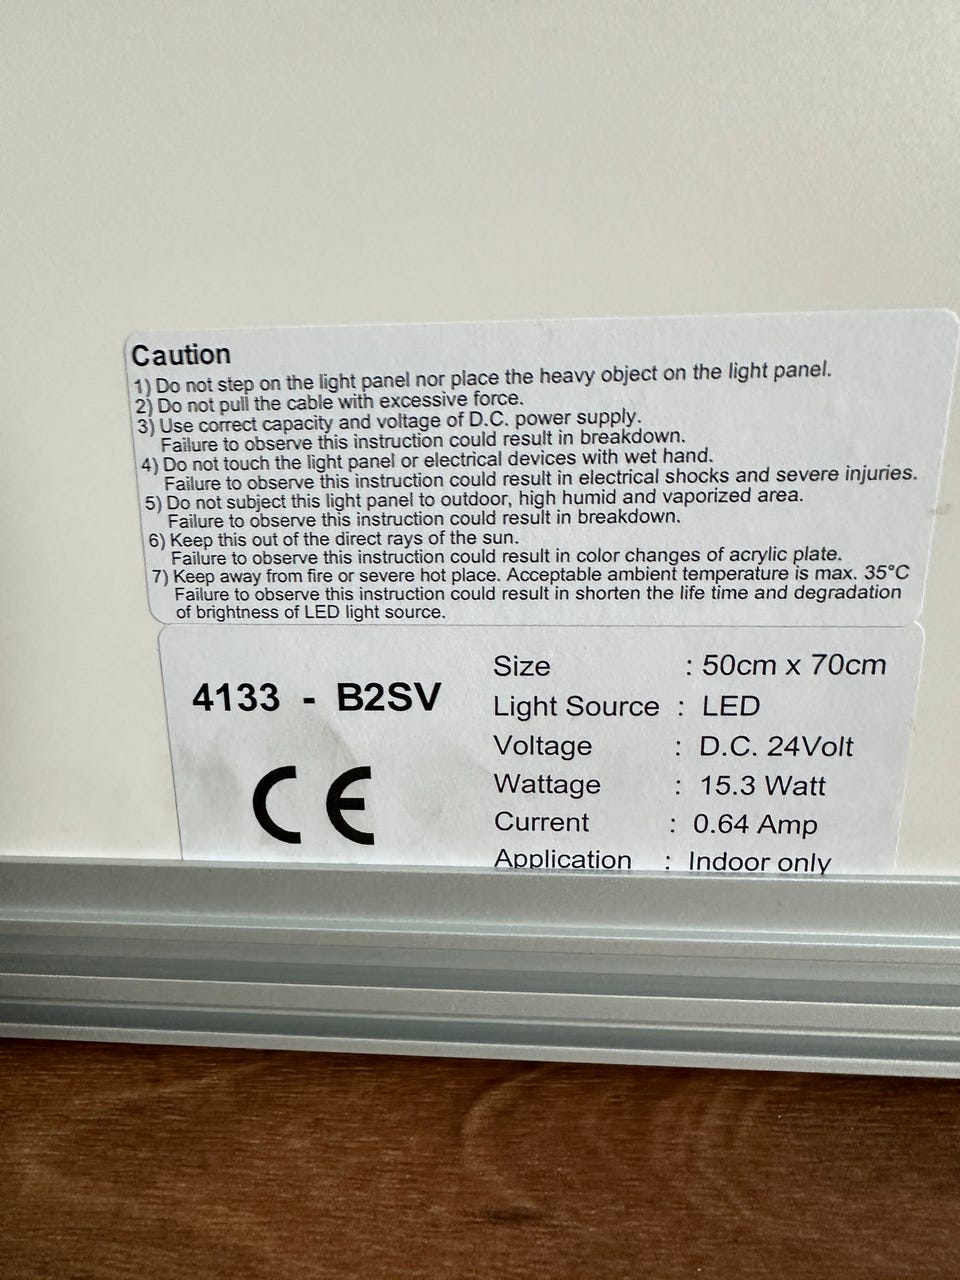 Caution
1) Do not step on the light panel nor place the heavy object on the light panel.
2) Do not pull the cable with excessive force.
3) Use correct capacity and voltage of D.C. power supply.
Failure to observe this instruction could result in breakdown.
4) Do not touch the light panel or electrical devices with wet hand.
Failure to observe this instruction could result in electrical shocks and severe injuries.
5) Do not subject this light panel to outdoor, high humid and vaporized area.
Failure to observe this instruction could result in breakdown.
6) Keep this out of the direct rays of the sun.
Failure to observe this instruction could result in color changes of acrylic plate.
7) Keep away from fire or severe hot place. Acceptable ambient temperature is max. 35°C
Failure to observe this instruction could result in shorten the life time and degradation
of brightness of LED light source.
4133 - B2SV
CE
Size : 50cm x 70cm
Light Source : LED
Voltage : D.C. 24Volt
Wattage : 15.3 Watt
Current : 0.64 Amp
Application : Indoor only